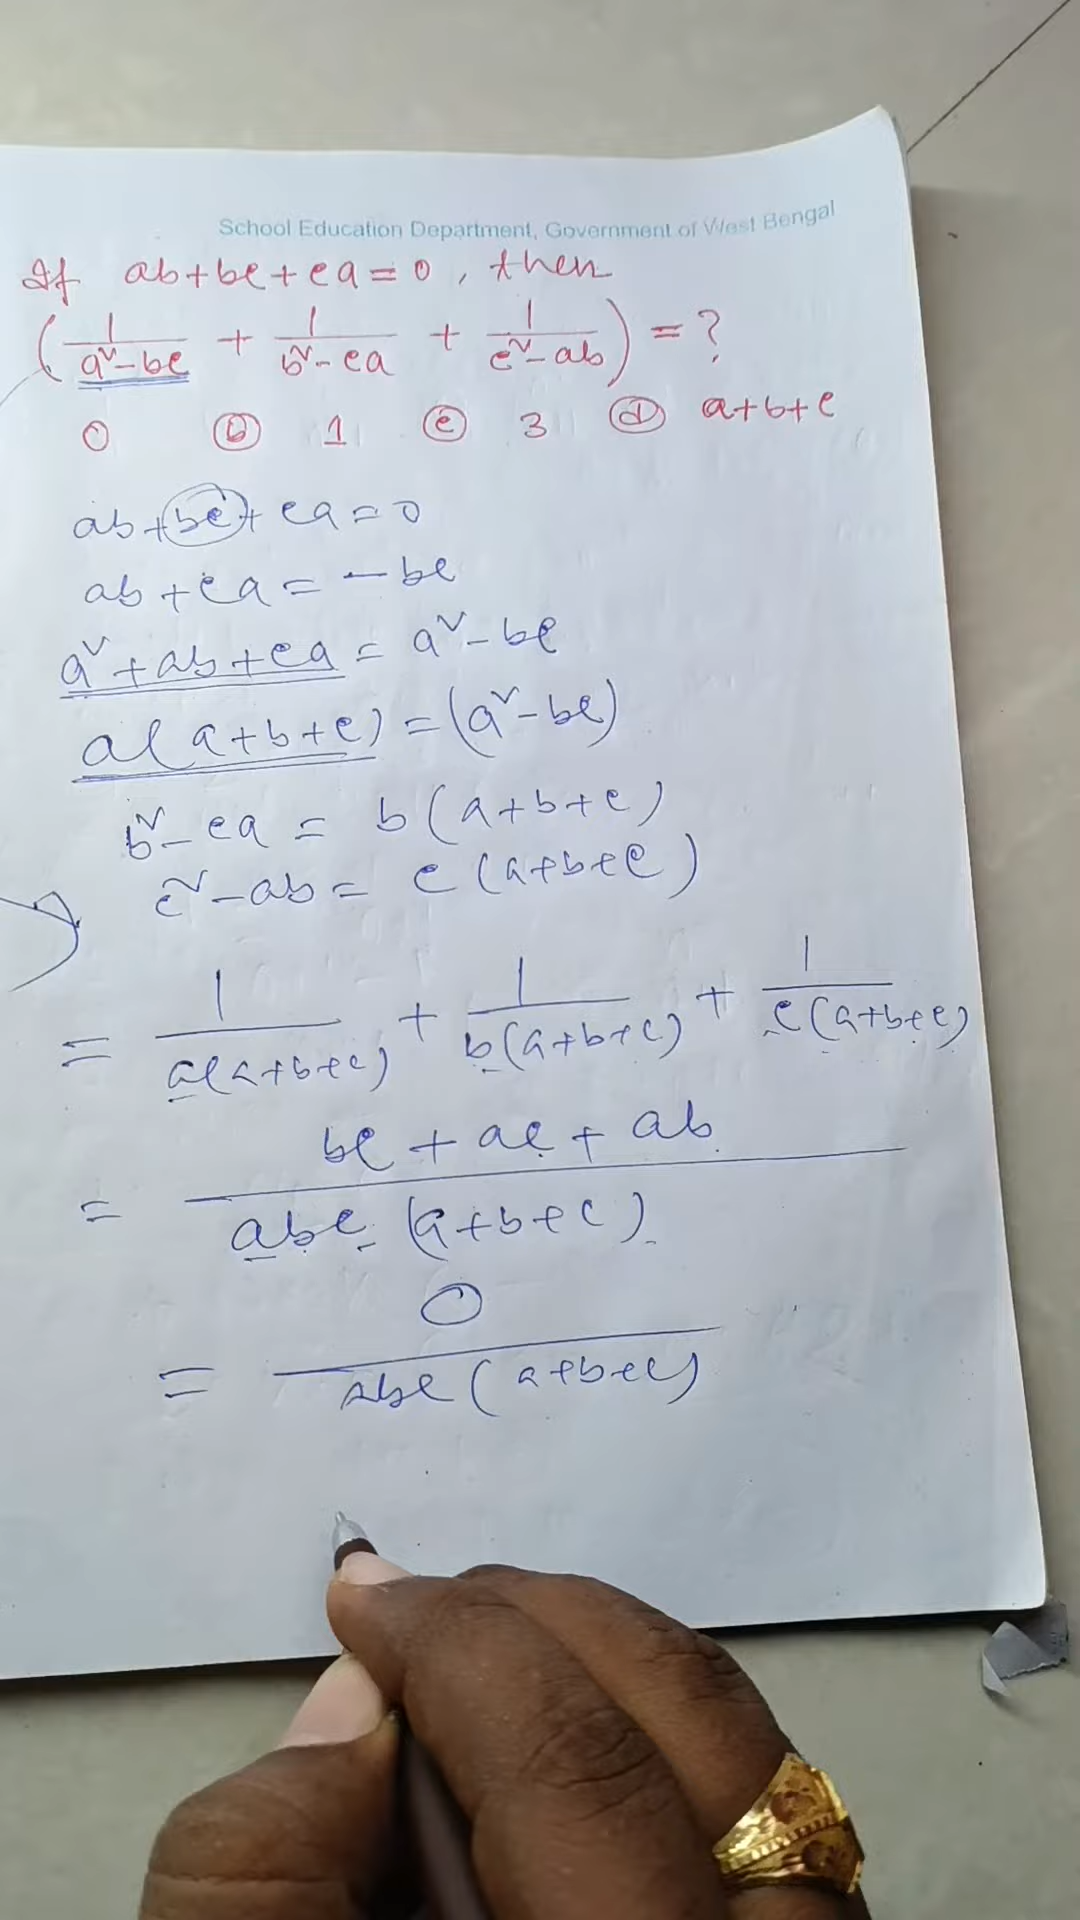 School Education Department, Government of West Bengal
If ab+bc+ca=0, then
(1/(a²-bc) + 1/(b²-ca) + 1/(c²-ab)) = ?
0 (b) 1 (c) 3 (d) a+b+c
ab+bc+ca=0
ab+ca=-bc
a²+ab+ca=a²-bc
a(a+b+c)=(a²-bc)
b²-ca=b(a+b+c)
c²-ab=c(a+b+c)
= 1/(a(a+b+c)) + 1/(b(a+b+c)) + 1/(c(a+b+c))
= (bc+ac+ab)/(abc(a+b+c))
= 0/(abc(a+b+c))